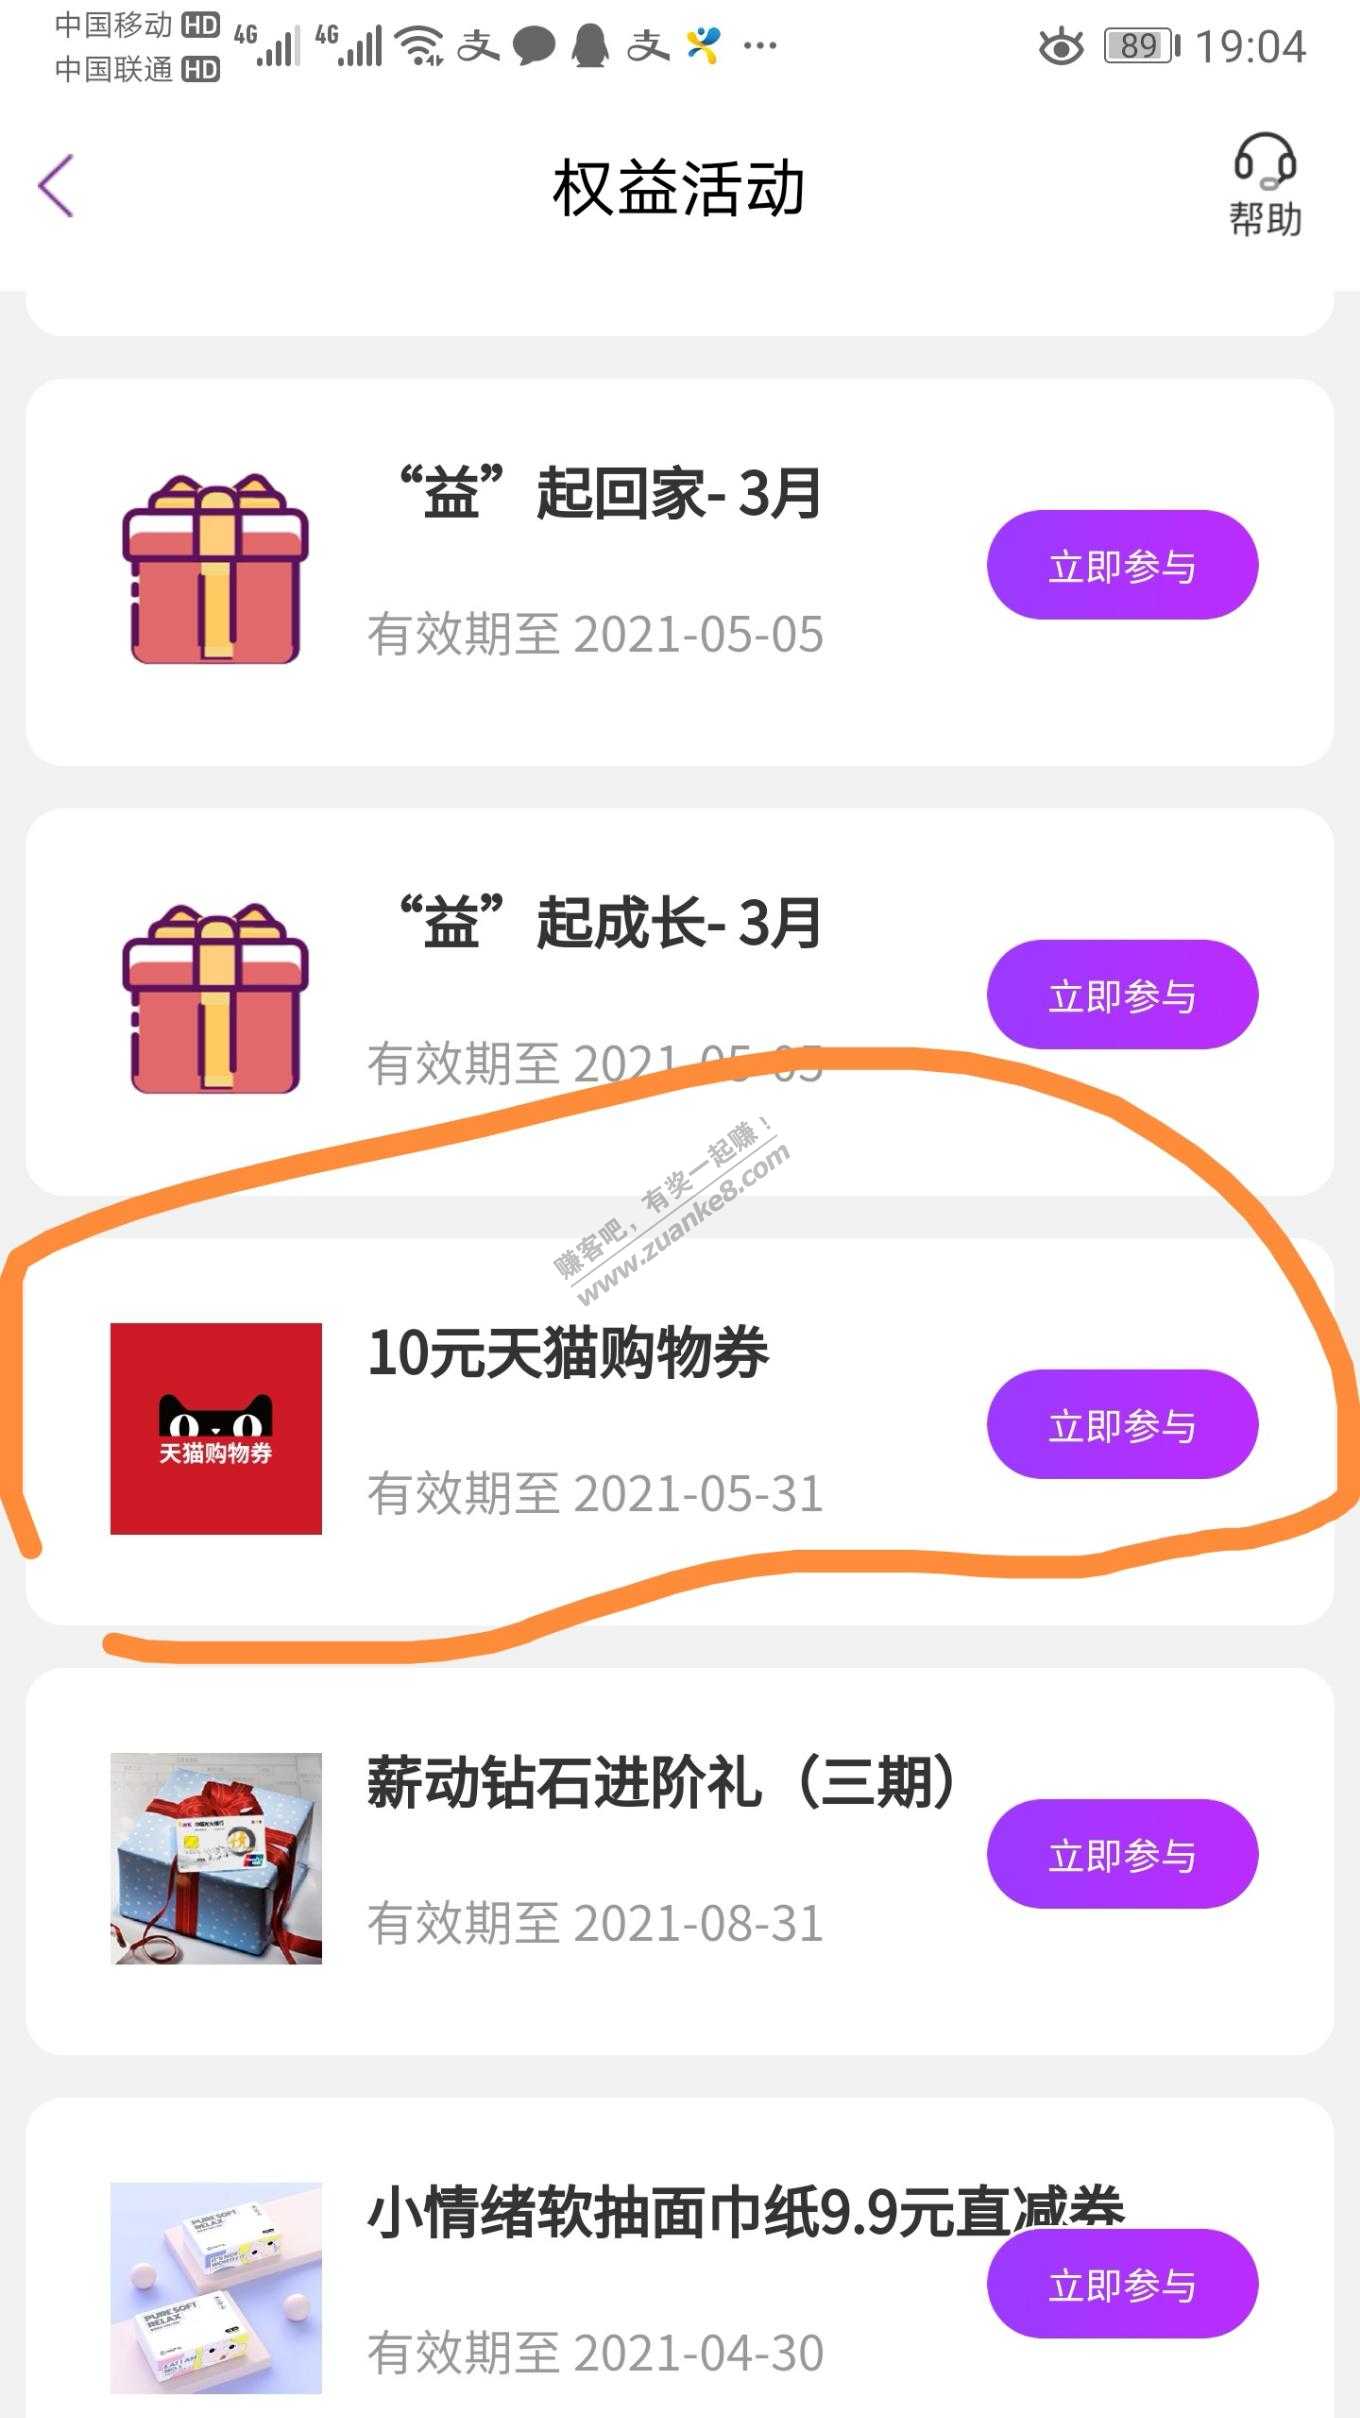 中国移动 HD 4G 4G 支 支 ··· 89 19:04
中国联通 HD
权益活动
帮助
“益”起回家- 3月
立即参与
有效期至 2021-05-05
“益”起成长- 3月
立即参与
有效期至 2021-05-05
赚客吧，有奖一起赚！
www.zuanke8.com
10元天猫购物券
天猫购物券
立即参与
有效期至 2021-05-31
薪动钻石进阶礼（三期）
立即参与
有效期至 2021-08-31
小情绪软抽面巾纸9.9元直减券
PURE SOFT
RELAX
立即参与
PURE SOFT
RELAX
有效期至 2021-04-30